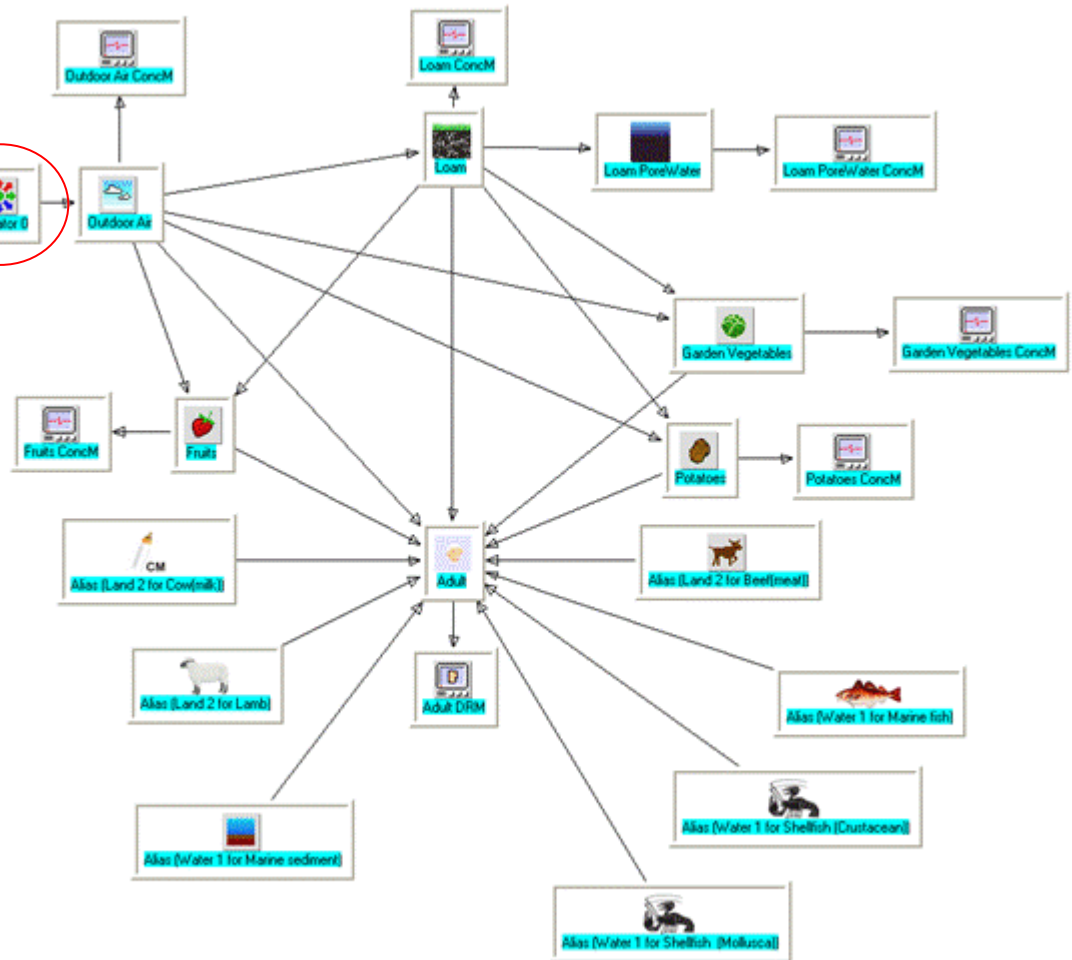 Outdoor Air ConcM
Loam ConcM
Loam
Loam PoreWater
Loam PoreWater ConcM
ator 0
Outdoor Air
Garden Vegetables
Garden Vegetables ConcM
Fruits ConcM
Fruits
Potatoes
Potatoes ConcM
CM
Alias (Land 2 for Cow(milk))
Adult
Alias (Land 2 for Beef(meat))
Alias (Land 2 for Lamb)
Adult DRM
Alias (Water 1 for Marine fish)
Alias (Water 1 for Shellfish (Crustacean))
Alias (Water 1 for Marine sediment)
Alias (Water 1 for Shellfish (Mollusca))